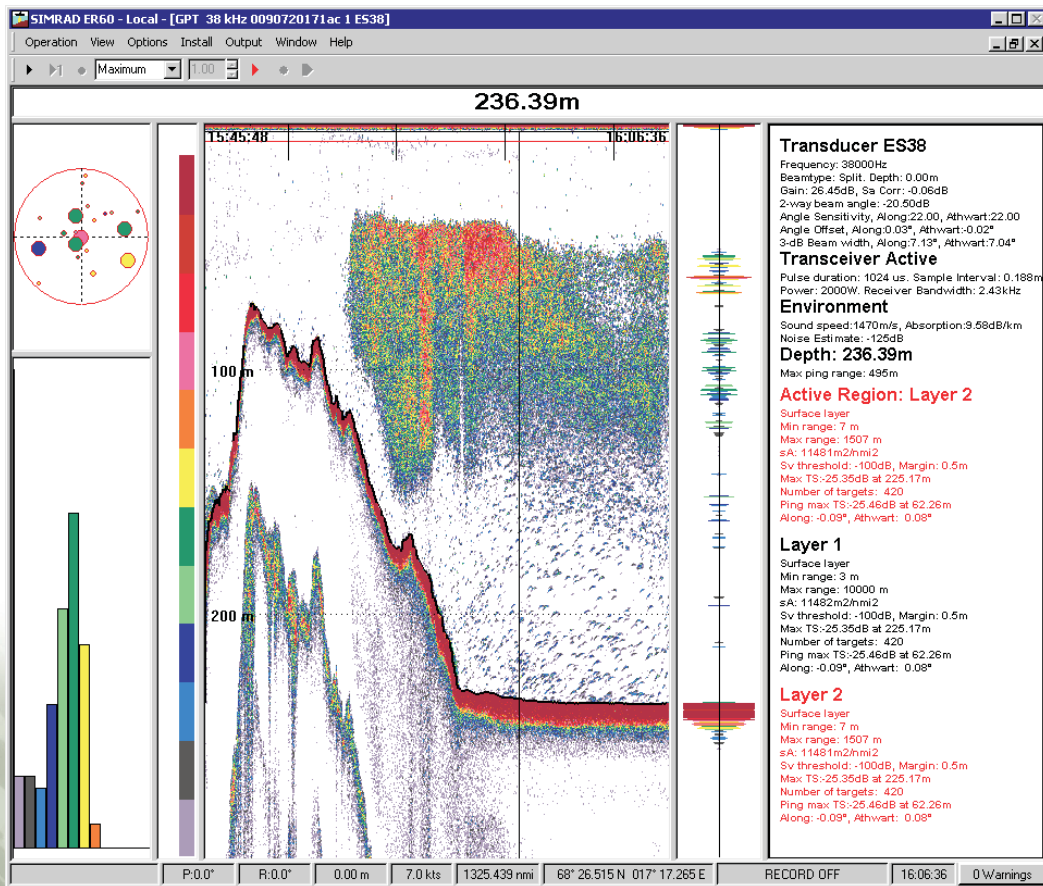 SIMRAD ER60 - Local - [GPT 38 kHz 0090720171ac 1 ES38]
Operation View Options Install Output Window Help
Maximum 1.00
236.39m
15:45:48 16:06:36
100 m
200 m
Transducer ES38
Frequency: 38000Hz
Beamtype: Split. Depth: 0.00m
Gain: 26.45dB, Sa Corr: -0.06dB
2-way beam angle: -20.50dB
Angle Sensitivity, Along:22.00, Athwart:22.00
Angle Offset, Along:0.03°, Athwart:-0.02°
3-dB Beam width, Along:7.13°, Athwart:7.04°
Transceiver Active
Pulse duration: 1024 us. Sample Interval: 0.188m
Power: 2000W. Receiver Bandwidth: 2.43kHz
Environment
Sound speed:1470m/s, Absorption:9.58dB/km
Noise Estimate: -125dB
Depth: 236.39m
Max ping range: 495m
Active Region: Layer 2
Surface layer
Min range: 7 m
Max range: 1507 m
sA: 11481m2/nmi2
Sv threshold: -100dB, Margin: 0.5m
Max TS:-25.35dB at 225.17m
Number of targets: 420
Ping max TS:-25.46dB at 62.26m
Along: -0.09°, Athwart: 0.08°
Layer 1
Surface layer
Min range: 3 m
Max range: 10000 m
sA: 11482m2/nmi2
Sv threshold: -100dB, Margin: 0.5m
Max TS:-25.35dB at 225.17m
Number of targets: 420
Ping max TS:-25.46dB at 62.26m
Along: -0.09°, Athwart: 0.08°
Layer 2
Surface layer
Min range: 7 m
Max range: 1507 m
sA: 11481m2/nmi2
Sv threshold: -100dB, Margin: 0.5m
Max TS:-25.35dB at 225.17m
Number of targets: 420
Ping max TS:-25.46dB at 62.26m
Along: -0.09°, Athwart: 0.08°
P:0.0° R:0.0° 0.00 m 7.0 kts 1325.439 nmi 68° 26.515 N 017° 17.265 E RECORD OFF 16:06:36 0 Warnings